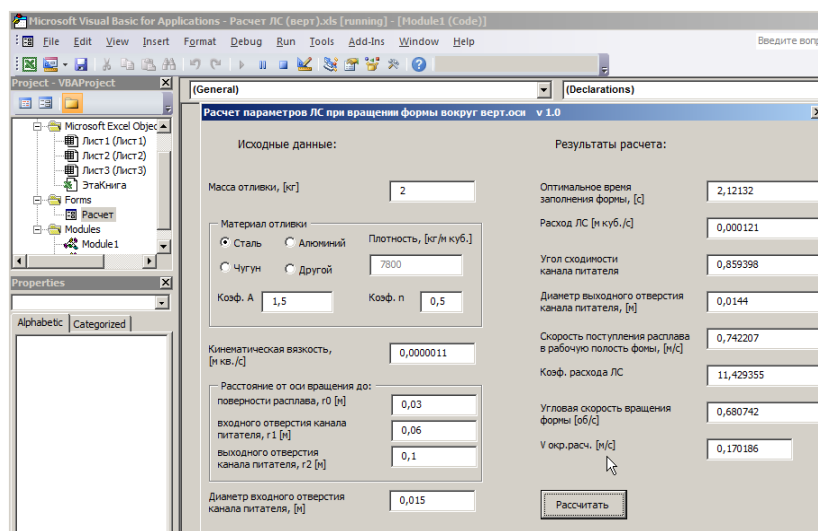 Microsoft Visual Basic for Applications - Расчет ЛС (верт).xls [running] - [Module1 (Code)]
File Edit View Insert Format Debug Run Tools Add-Ins Window Help
Project - VBAProject
(General)
(Declarations)
Microsoft Excel Objec
Лист1 (Лист1)
Лист2 (Лист2)
Лист3 (Лист3)
ЭтаКнига
Forms
Расчет
Modules
Module1
Properties
Alphabetic Categorized
Расчет параметров ЛС при вращении формы вокруг верт.оси v 1.0
Исходные данные:
Масса отливки, [кг]
2
Материал отливки
Сталь
Алюминий
Чугун
Другой
Плотность, [кг/м куб.]
7800
Коэф. A
1,5
Коэф. n
0,5
Кинематическая вязкость,
[м кв./с]
0,0000011
Расстояние от оси вращения до:
поверности расплава, r0 [м]
0,03
входного отверстия канала
питателя, r1 [м]
0,06
выходного отверстия
канала питателя, r2 [м]
0,1
Диаметр входного отверстия
канала питателя, [м]
0,015
Результаты расчета:
Оптимальное время
заполнения формы, [с]
2,12132
Расход ЛС [м куб./с]
0,000121
Угол сходимости
канала питателя
0,859398
Диаметр выходного отверстия
канала питателя, [м]
0,0144
Скорость поступления расплава
в рабочую полость фомы, [м/с]
0,742207
Коэф. расхода ЛС
11,429355
Угловая скорость вращения
формы [об/с]
0,680742
V окр.расч. [м/с]
0,170186
Рассчитать